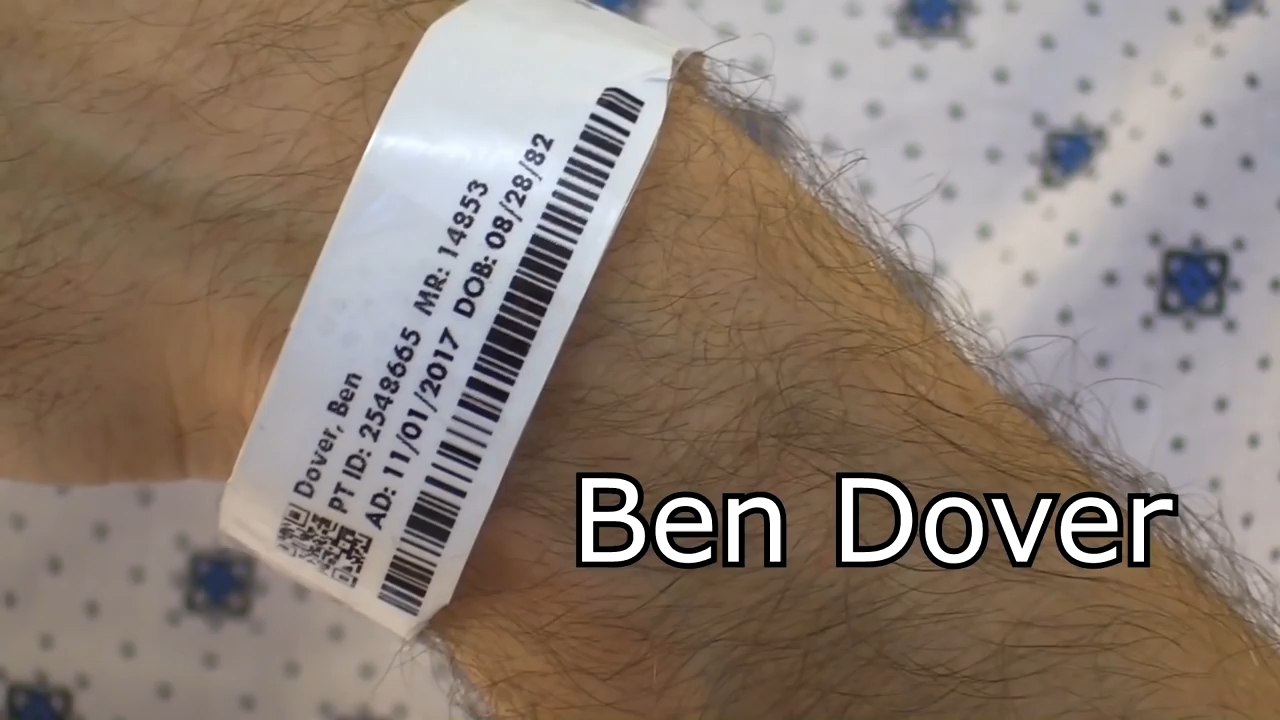 Dover, Ben
PT ID: 2548665 MR: 14853
AD: 11/01/2017 DOB: 08/28/82
Ben Dover